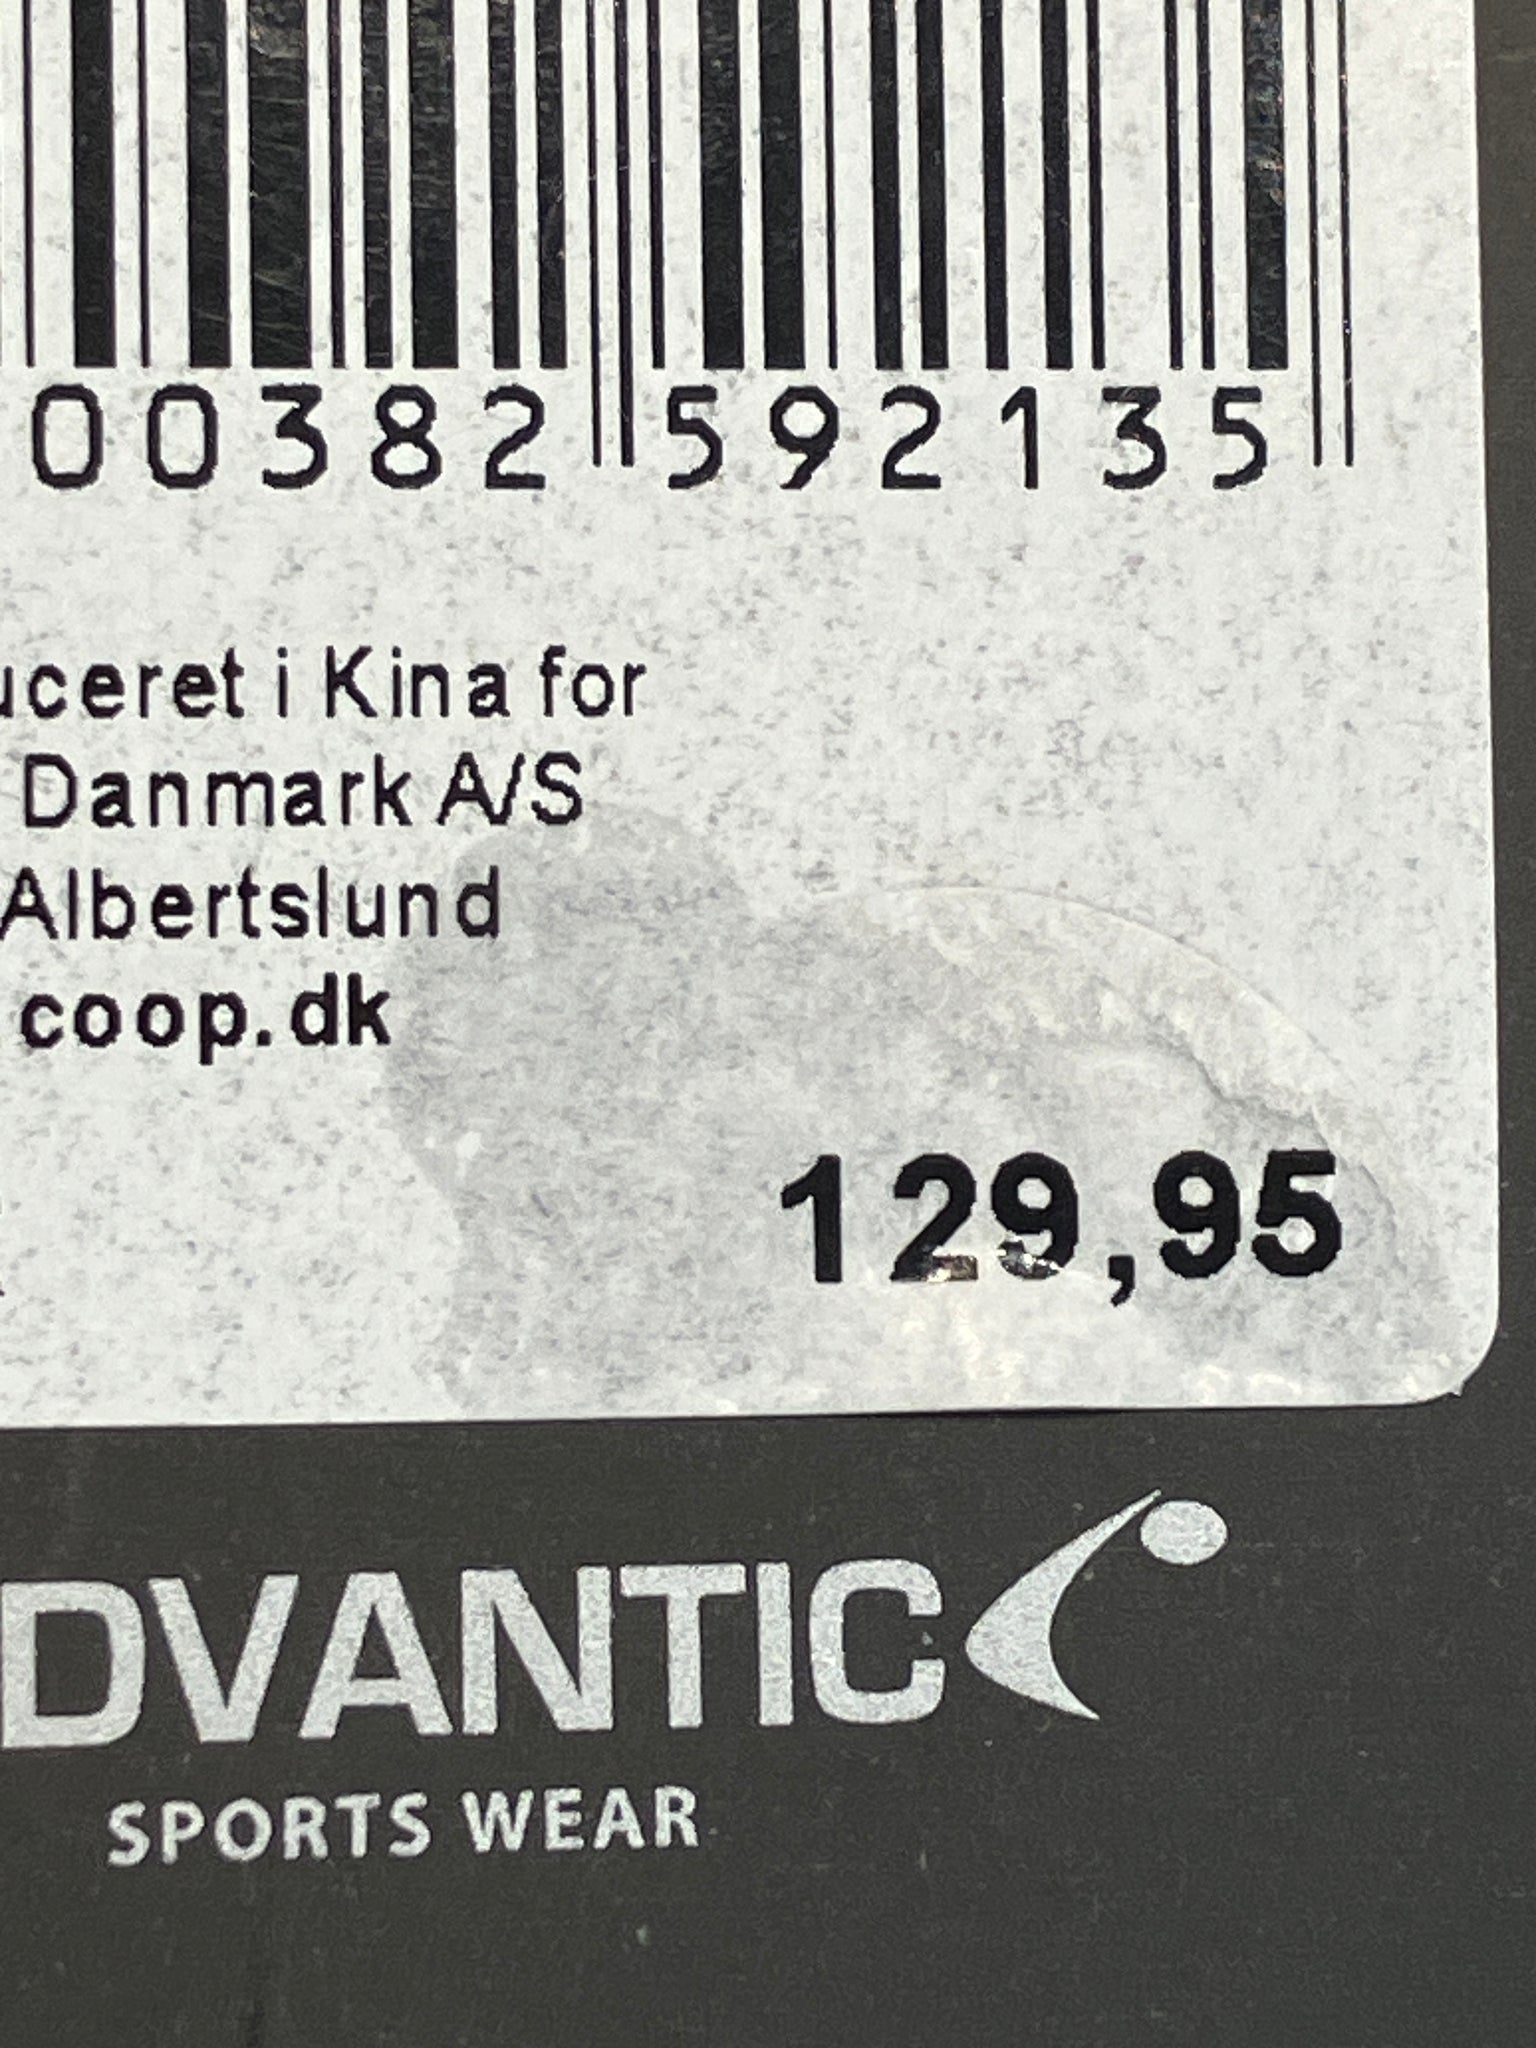 00382 592135
uceret i Kina for
Danmark A/S
Albertslund
coop.dk
129,95
DVANTIC
SPORTS WEAR